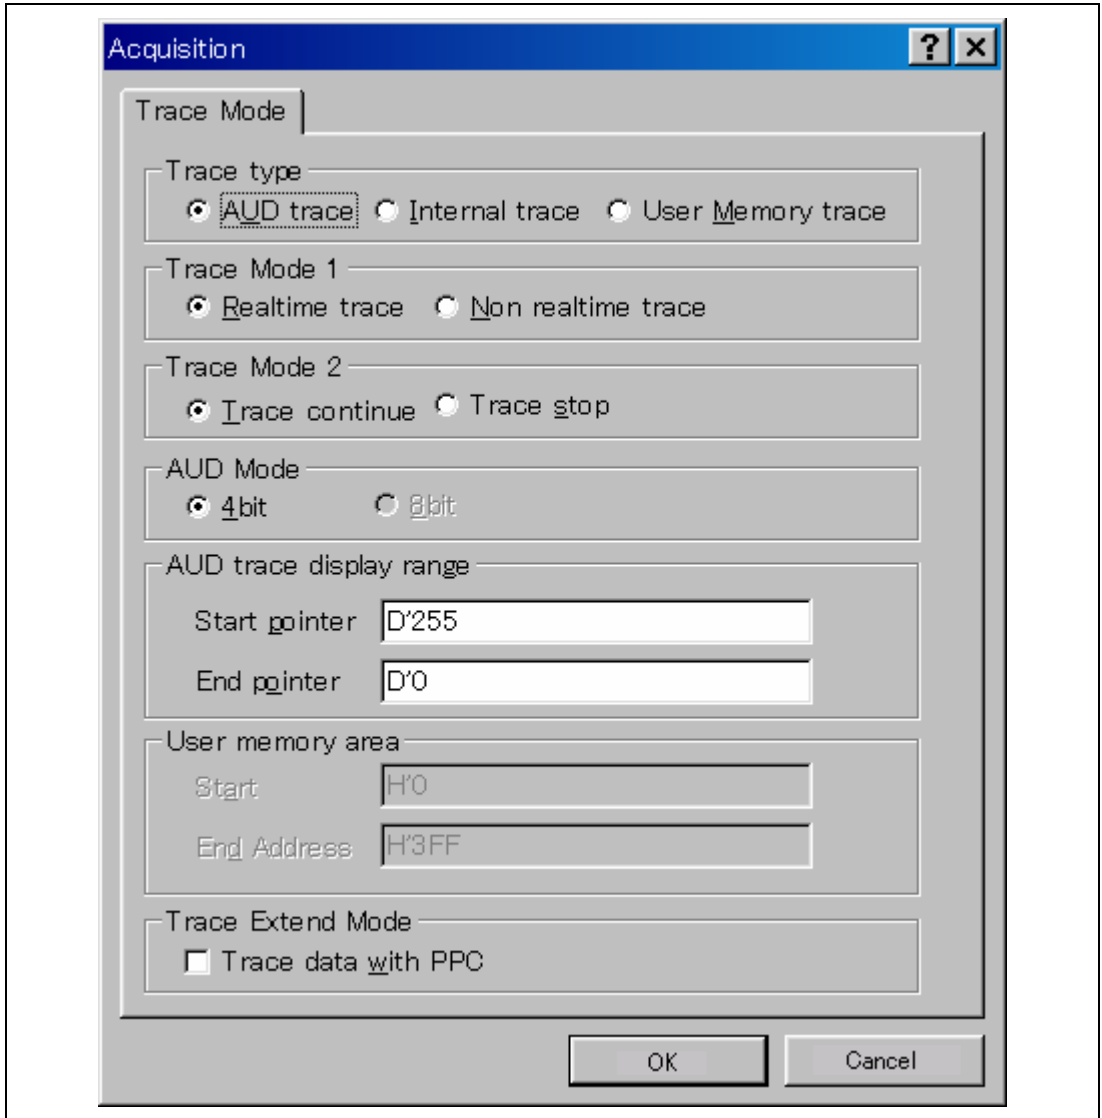 Acquisition
Trace Mode
Trace type
AUD trace Internal trace User Memory trace
Trace Mode 1
Realtime trace Non realtime trace
Trace Mode 2
Trace continue Trace stop
AUD Mode
4bit 8bit
AUD trace display range
Start pointer D'255
End pointer D'0
User memory area
Start H'0
End Address H'3FF
Trace Extend Mode
Trace data with PPC
OK Cancel